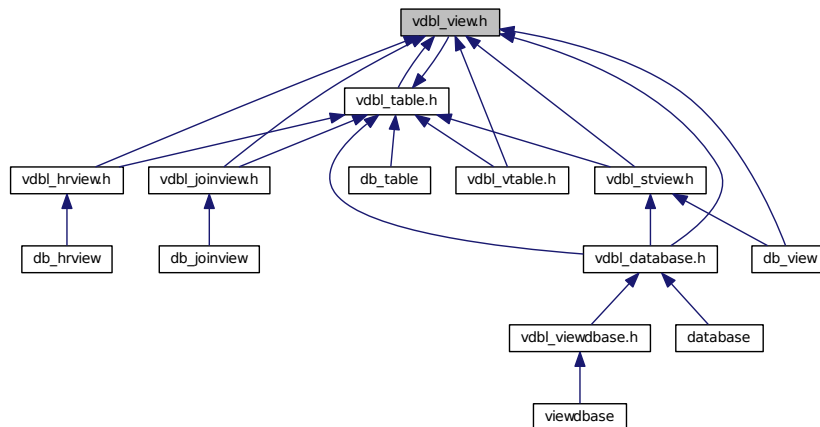 vdbl_view.h
vdbl_table.h
vdbl_hrview.h
vdbl_joinview.h
db_table
vdbl_vtable.h
vdbl_stview.h
db_hrview
db_joinview
vdbl_database.h
db_view
vdbl_viewdbase.h
database
viewdbase